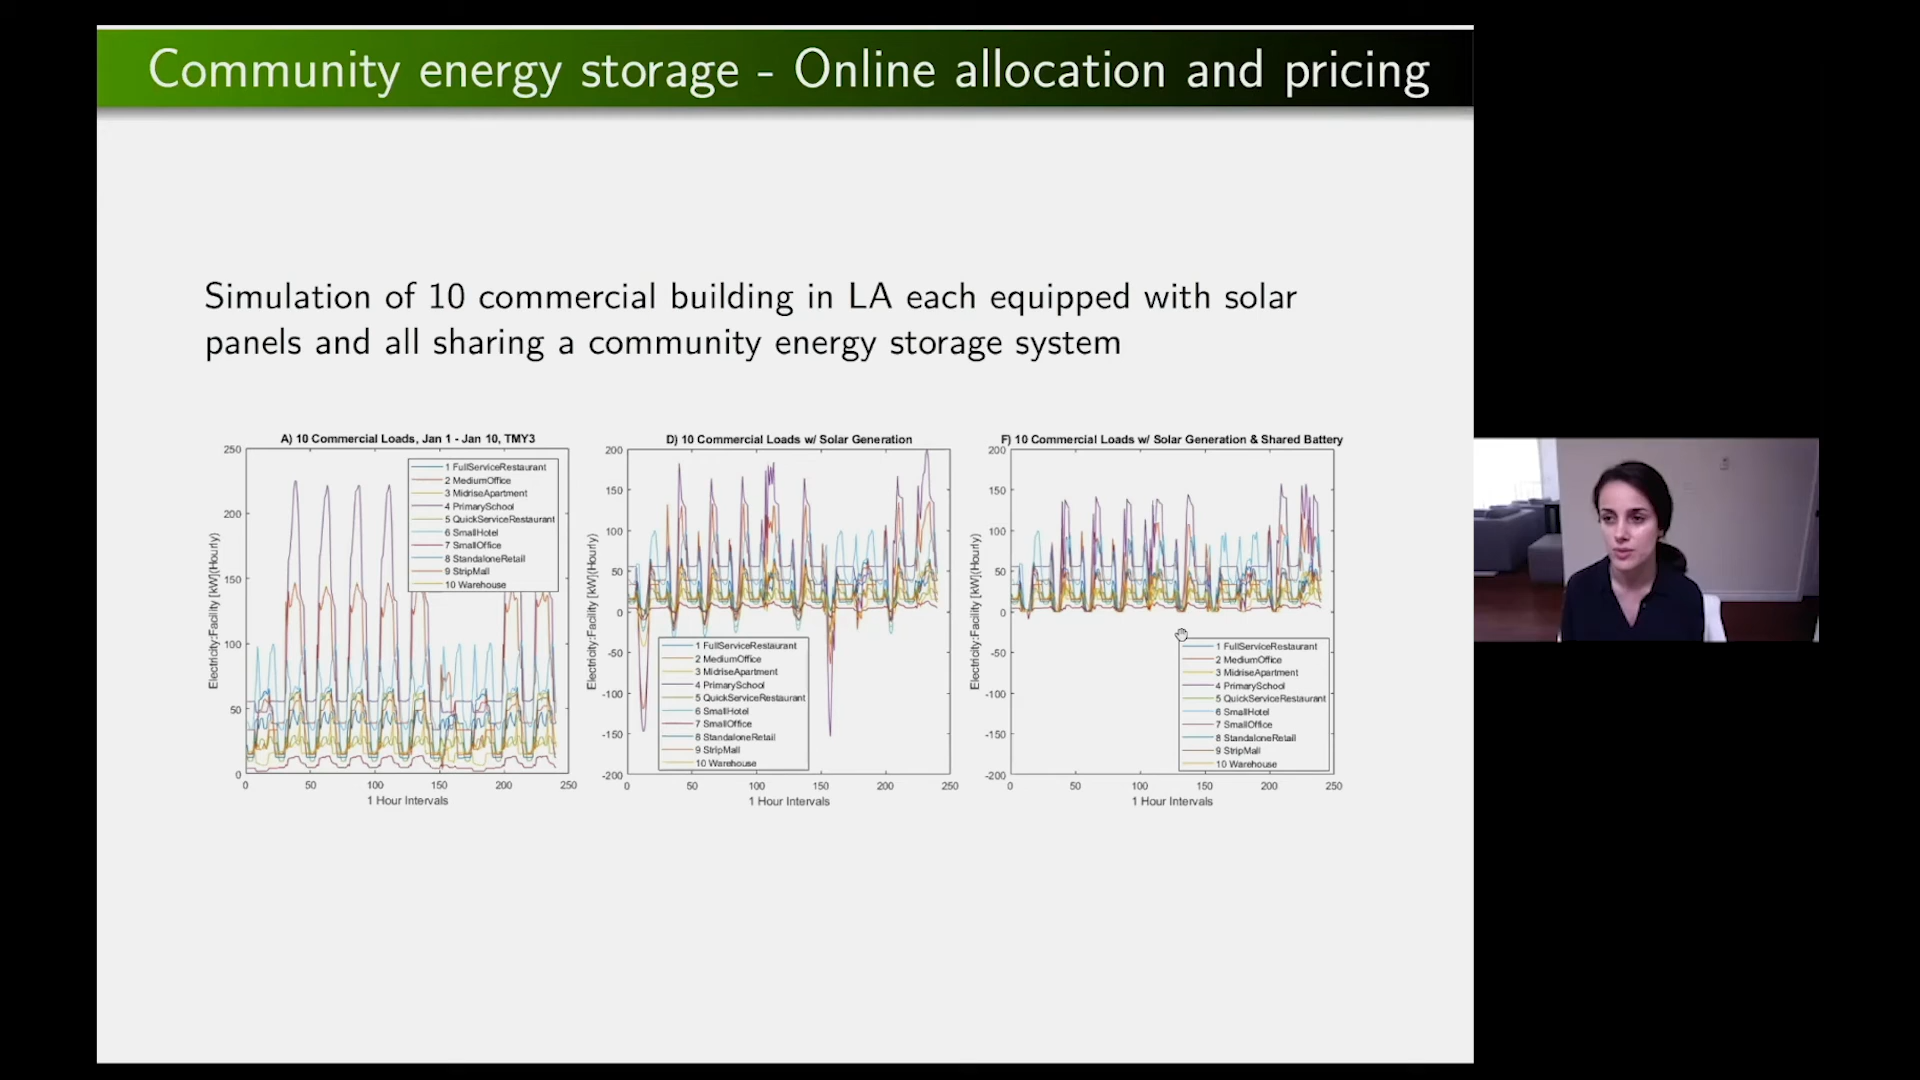 Community energy storage - Online allocation and pricing
Simulation of 10 commercial building in LA each equipped with solar
panels and all sharing a community energy storage system
A) 10 Commercial Loads, Jan 1 - Jan 10, TMY3
250
200
150
100
50
0
Electricity:Facility [kW](Hourly)
1 FullServiceRestaurant
2 MediumOffice
3 MidriseApartment
4 PrimarySchool
5 QuickServiceRestaurant
6 SmallHotel
7 SmallOffice
8 StandaloneRetail
9 StripMall
10 Warehouse
0 50 100 150 200 250
1 Hour Intervals
D) 10 Commercial Loads w/ Solar Generation
200
150
100
50
0
-50
-100
-150
-200
Electricity:Facility [kW](Hourly)
1 FullServiceRestaurant
2 MediumOffice
3 MidriseApartment
4 PrimarySchool
5 QuickServiceRestaurant
6 SmallHotel
7 SmallOffice
8 StandaloneRetail
9 StripMall
10 Warehouse
0 50 100 150 200 250
1 Hour Intervals
F) 10 Commercial Loads w/ Solar Generation & Shared Battery
200
150
100
50
0
-50
-100
-150
-200
Electricity:Facility [kW](Hourly)
1 FullServiceRestaurant
2 MediumOffice
3 MidriseApartment
4 PrimarySchool
5 QuickServiceRestaurant
6 SmallHotel
7 SmallOffice
8 StandaloneRetail
9 StripMall
10 Warehouse
0 50 100 150 200 250
1 Hour Intervals